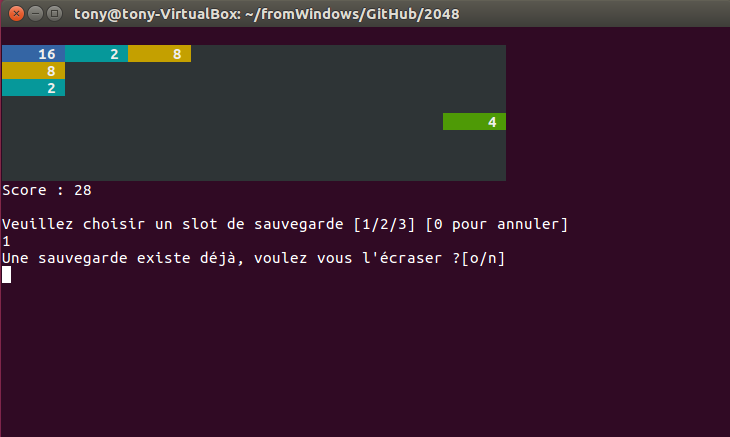 tony@tony-VirtualBox: ~/fromWindows/GitHub/2048
16 2 8
8
2
4
Score : 28
Veuillez choisir un slot de sauvegarde [1/2/3] [0 pour annuler]
1
Une sauvegarde existe déjà, voulez vous l'écraser ?[o/n]